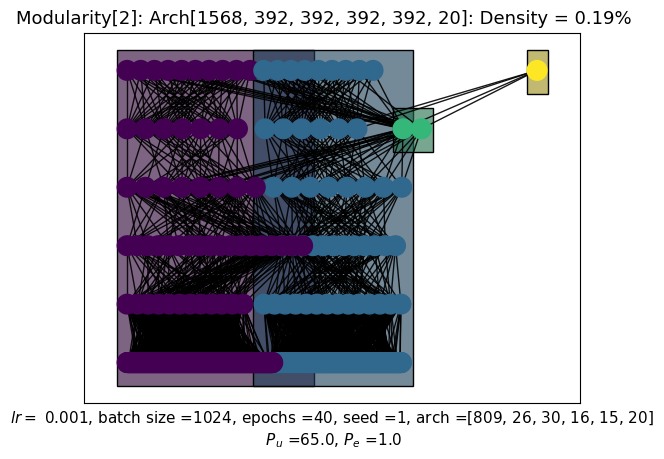 Modularity[2]: Arch[1568, 392, 392, 392, 392, 20]: Density = 0.19%
lr = 0.001, batch size =1024, epochs =40, seed =1, arch =[809, 26, 30, 16, 15, 20]
P_u =65.0, P_e =1.0